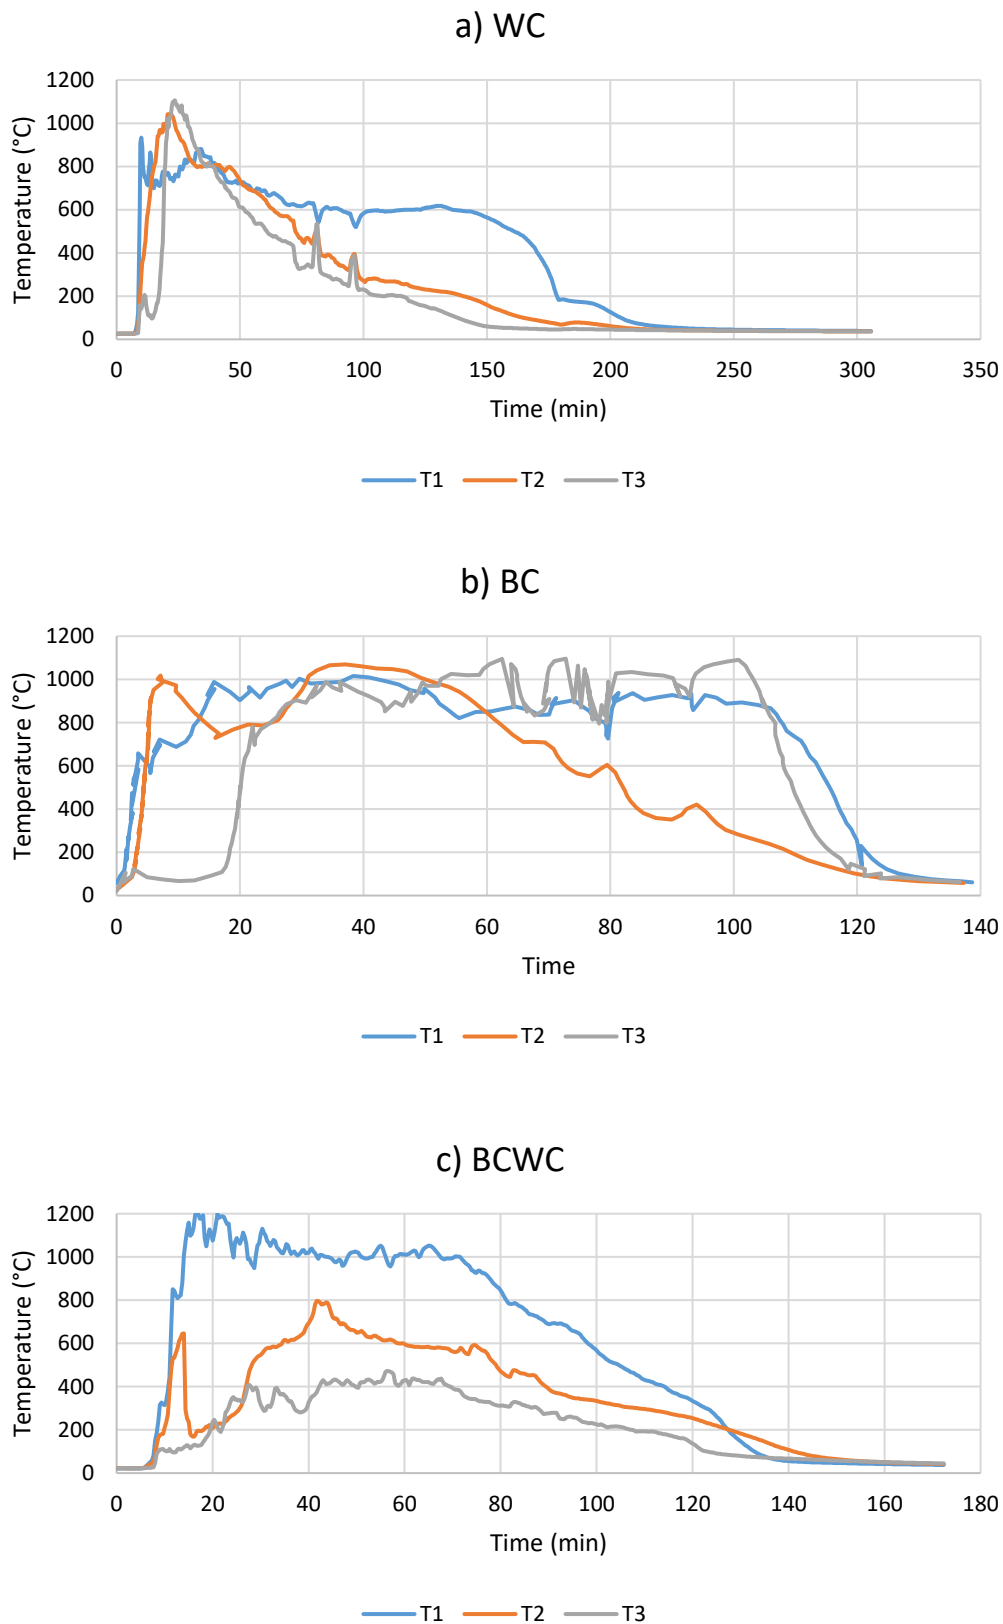 a) WC
1200
1000
800
600
400
200
0
Temperature (°C)
0 50 100 150 200 250 300 350
Time (min)
T1 T2 T3
b) BC
1200
1000
800
600
400
200
0
Temperature (°C)
0 20 40 60 80 100 120 140
Time
T1 T2 T3
c) BCWC
1200
1000
800
600
400
200
0
Temperature (°C)
0 20 40 60 80 100 120 140 160 180
Time (min)
T1 T2 T3